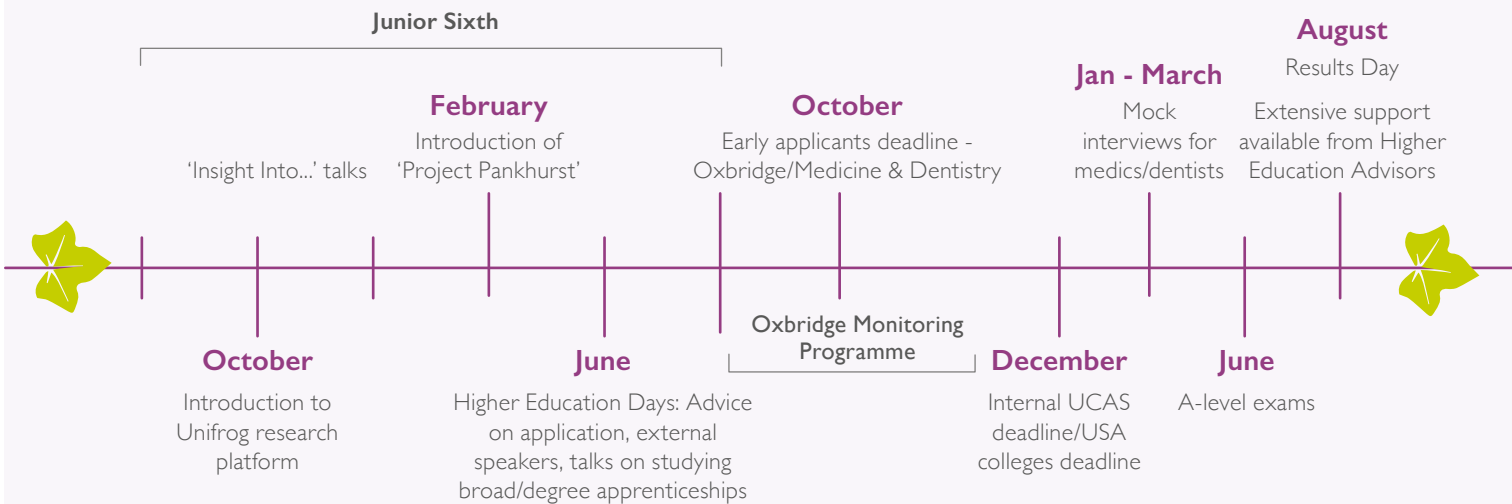 Junior Sixth
'Insight Into...' talks
February
Introduction of
'Project Pankhurst'
October
Early applicants deadline -
Oxbridge/Medicine & Dentistry
Jan - March
Mock
interviews for
medics/dentists
August
Results Day
Extensive support
available from Higher
Education Advisors
October
Introduction to
Unifrog research
platform
June
Higher Education Days: Advice
on application, external
speakers, talks on studying
broad/degree apprenticeships
Oxbridge Monitoring
Programme
December
Internal UCAS
deadline/USA
colleges deadline
June
A-level exams